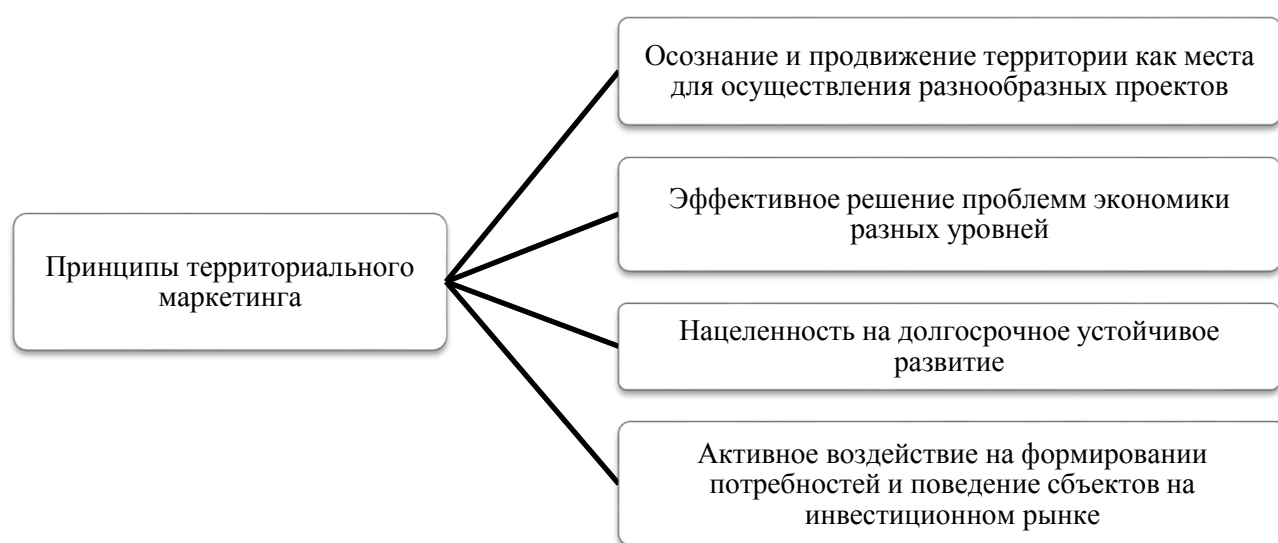 Принципы территориального
маркетинга
Осознание и продвижение территории как места
для осуществления разнообразных проектов
Эффективное решение проблемм экономики
разных уровней
Нацеленность на долгосрочное устойчивое
развитие
Активное воздействие на формировании
потребностей и поведение сбъектов на
инвестиционном рынке